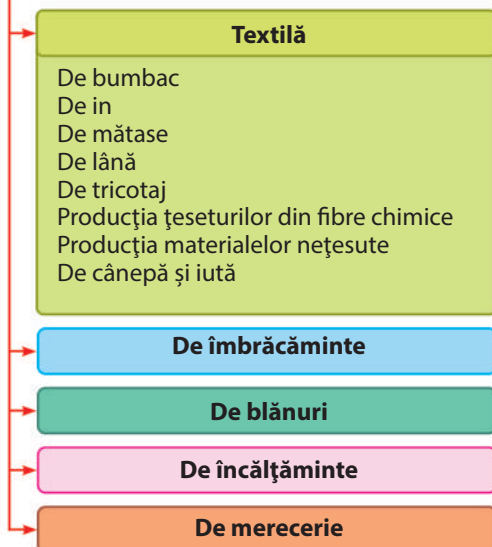 Textilă
De bumbac
De in
De mătase
De lână
De tricotaj
Producţia ţeseturilor din fibre chimice
Producţia materialelor neţesute
De cânepă și iută
De îmbrăcăminte
De blănuri
De încălţăminte
De merecerie